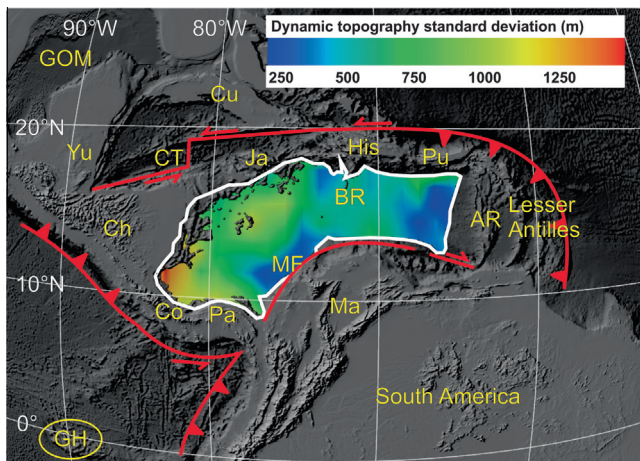 90°W
80°W
Dynamic topography standard deviation (m)
250 500 750 1000 1250
GOM
Cu
20°N
Yu
CT
Ja
His
Pu
BR
Ch
AR
Lesser
Antilles
MF
10°N
Co
Pa
Ma
South America
0°
GH